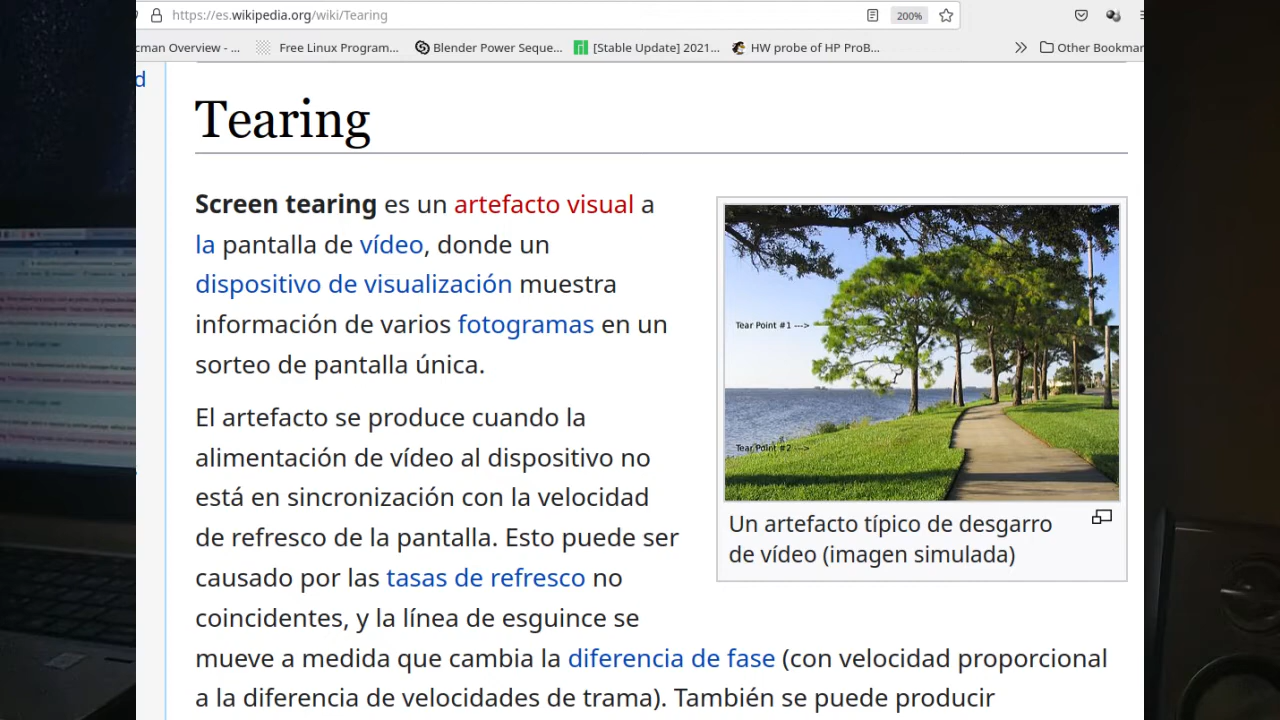 https://es.wikipedia.org/wiki/Tearing
200%
cman Overview - ...
Free Linux Program...
Blender Power Seque...
[Stable Update] 2021...
HW probe of HP ProB...
Other Bookmar
d
Tearing
Screen tearing es un artefacto visual a
la pantalla de vídeo, donde un
dispositivo de visualización muestra
información de varios fotogramas en un
sorteo de pantalla única.
Tear Point #1 --->
Tear Point #2 --->
Un artefacto típico de desgarro
de vídeo (imagen simulada)
El artefacto se produce cuando la
alimentación de vídeo al dispositivo no
está en sincronización con la velocidad
de refresco de la pantalla. Esto puede ser
causado por las tasas de refresco no
coincidentes, y la línea de esguince se
mueve a medida que cambia la diferencia de fase (con velocidad proporcional
a la diferencia de velocidades de trama). También se puede producir